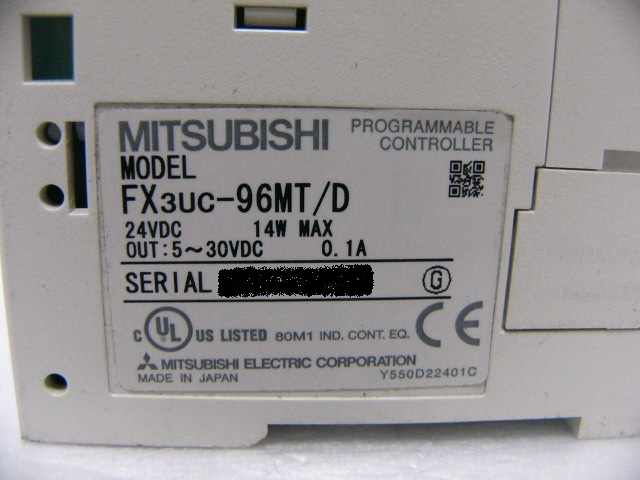 MITSUBISHI PROGRAMMABLE CONTROLLER
MODEL
FX3UC-96MT/D
24VDC 14W MAX
OUT:5～30VDC 0.1A
SERIAL G
C UL US LISTED 80M1 IND. CONT. EQ. CE
MITSUBISHI ELECTRIC CORPORATION
MADE IN JAPAN Y550D22401C